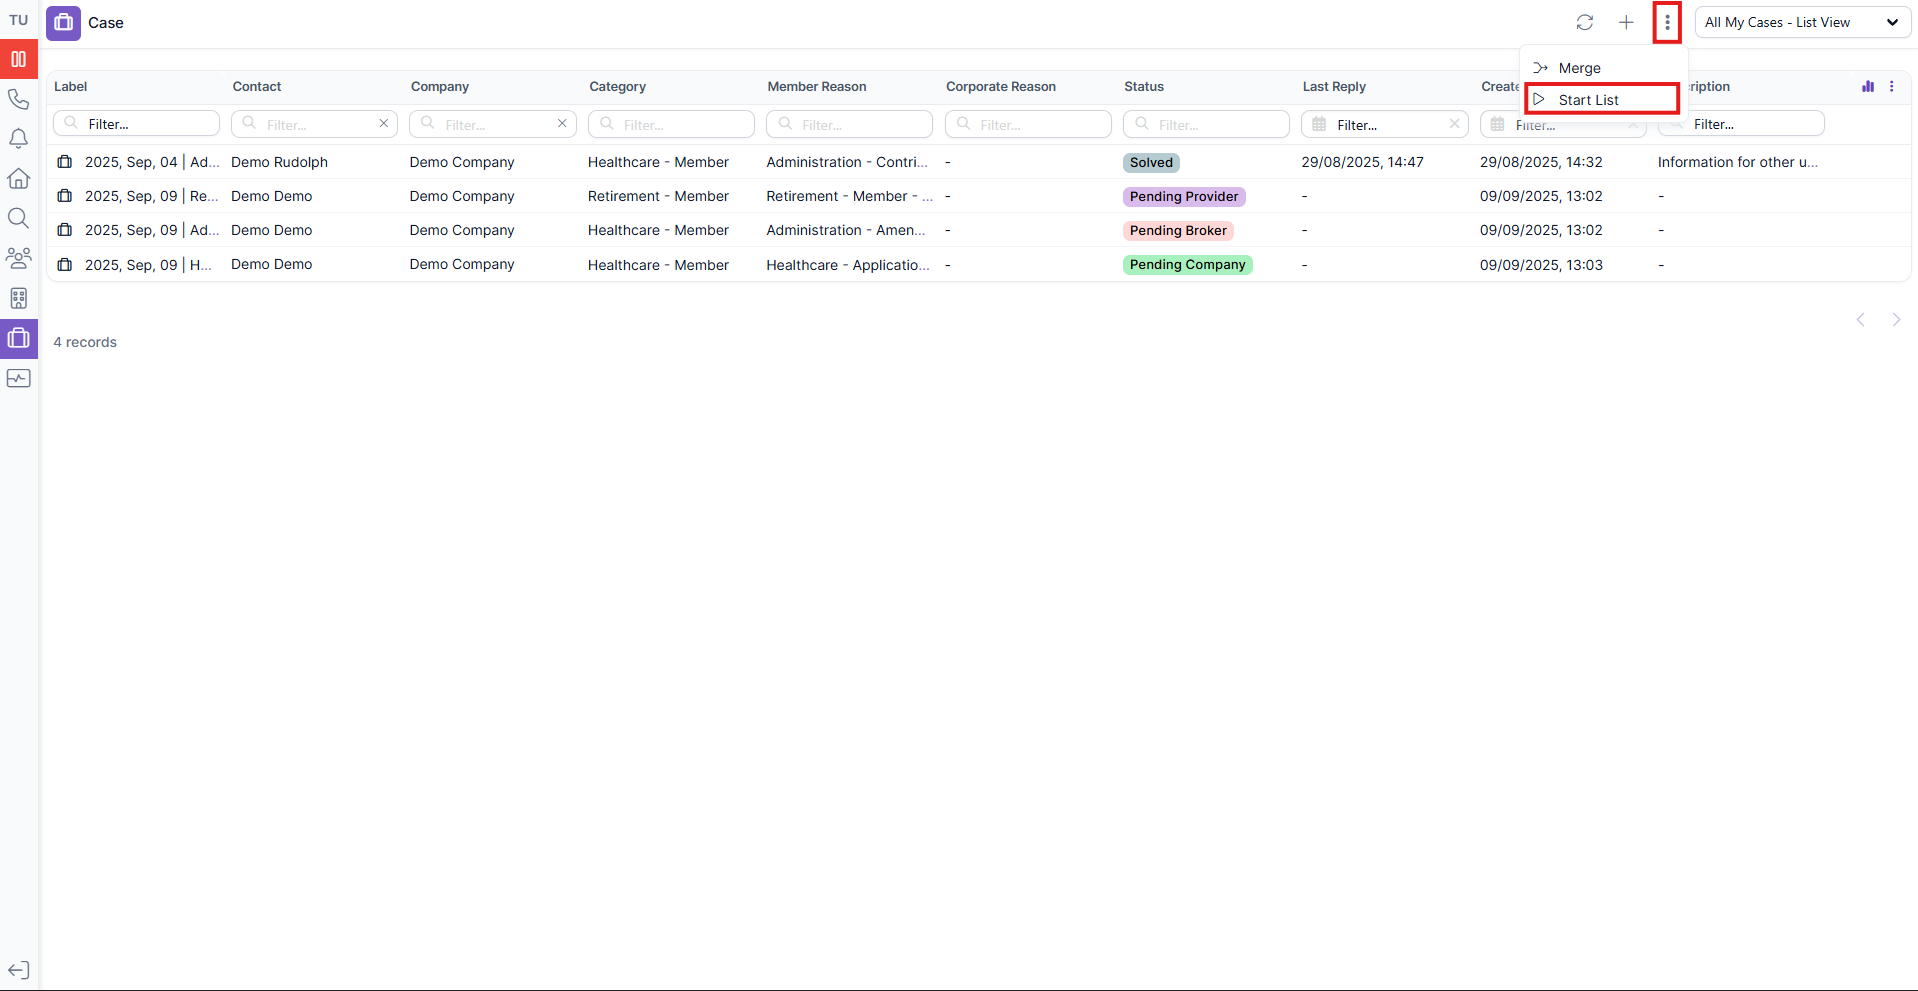 TU
Case
All My Cases - List View
Merge
Start List
Label Contact Company Category Member Reason Corporate Reason Status Last Reply Create ription
Filter... Filter... Filter... Filter... Filter... Filter... Filter... Filter... Filter... Filter...
2025, Sep, 04 | Ad... Demo Rudolph Demo Company Healthcare - Member Administration - Contri... - Solved 29/08/2025, 14:47 29/08/2025, 14:32 Information for other u...
2025, Sep, 09 | Re... Demo Demo Demo Company Retirement - Member Retirement - Member - ... - Pending Provider - 09/09/2025, 13:02 -
2025, Sep, 09 | Ad... Demo Demo Demo Company Healthcare - Member Administration - Amen... - Pending Broker - 09/09/2025, 13:02 -
2025, Sep, 09 | H... Demo Demo Demo Company Healthcare - Member Healthcare - Applicatio... - Pending Company - 09/09/2025, 13:03 -
4 records